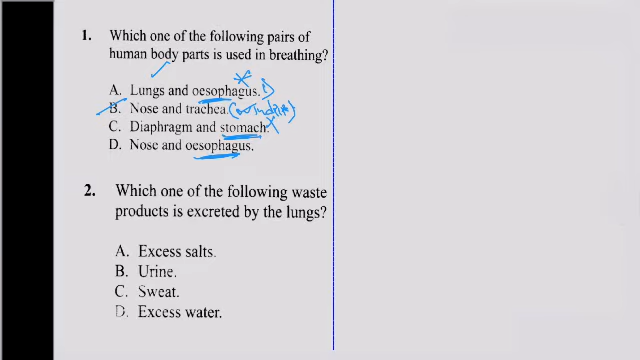 1. Which one of the following pairs of
human body parts is used in breathing?
A. Lungs and oesophagus.
B. Nose and trachea. (windpipe)
C. Diaphragm and stomach.
D. Nose and oesophagus.
2. Which one of the following waste
products is excreted by the lungs?
A. Excess salts.
B. Urine.
C. Sweat.
D. Excess water.